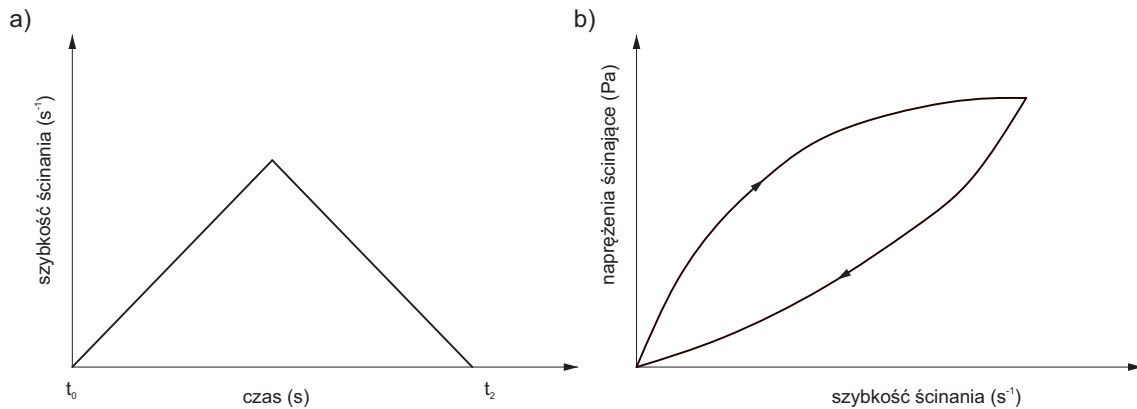 a)
szybkość ścinania (s⁻¹)
t₀
czas (s)
t₂
b)
naprężenia ścinające (Pa)
szybkość ścinania (s⁻¹)